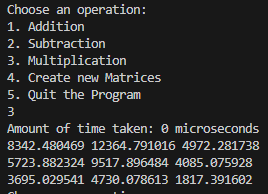 Choose an operation:
1. Addition
2. Subtraction
3. Multiplication
4. Create new Matrices
5. Quit the Program
3
Amount of time taken: 0 microseconds
8342.480469 12364.791016 4972.281738
5723.882324 9517.896484 4085.075928
3695.029541 4730.078613 1817.391602